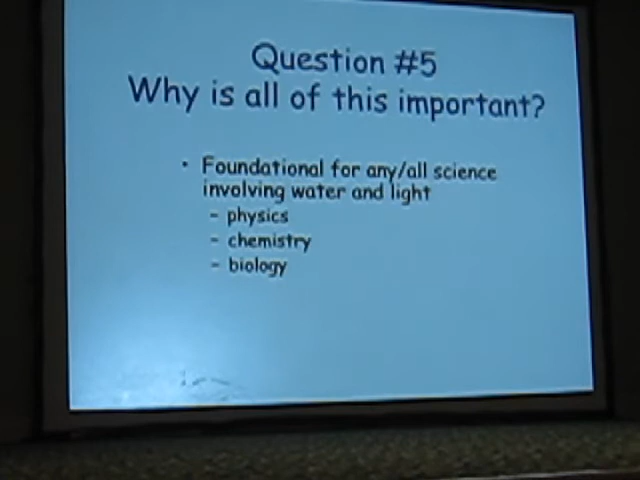 Question #5
Why is all of this important?
• Foundational for any/all science
involving water and light
- physics
- chemistry
- biology